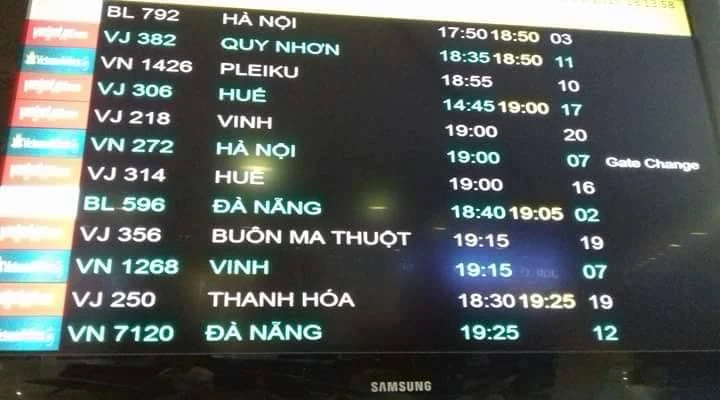 BL 792 HÀ NỘI 17:50 18:50 03
VJ 382 QUY NHƠN 18:35 18:50 11
VN 1426 PLEIKU 18:55 10
VJ 306 HUẾ 14:45 19:00 17
VJ 218 VINH 19:00 20
VN 272 HÀ NỘI 19:00 07 Gate Change
VJ 314 HUẾ 19:00 16
BL 596 ĐÀ NẴNG 18:40 19:05 02
VJ 356 BUÔN MA THUỘT 19:15 19
VN 1268 VINH 19:15 07
VJ 250 THANH HÓA 18:30 19:25 19
VN 7120 ĐÀ NẴNG 19:25 12
SAMSUNG